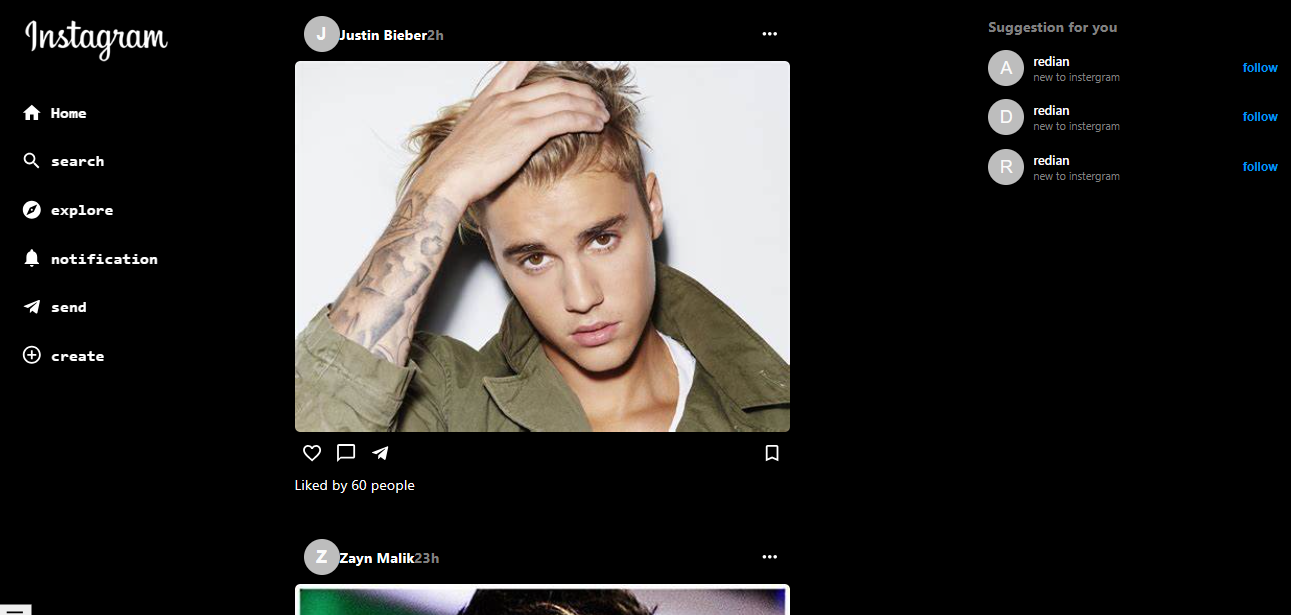 Instagram
Home
search
explore
notification
send
create
J
Justin Bieber2h
Liked by 60 people
Z
Zayn Malik23h
Suggestion for you
A
redian
new to instergram
follow
D
redian
new to instergram
follow
R
redian
new to instergram
follow